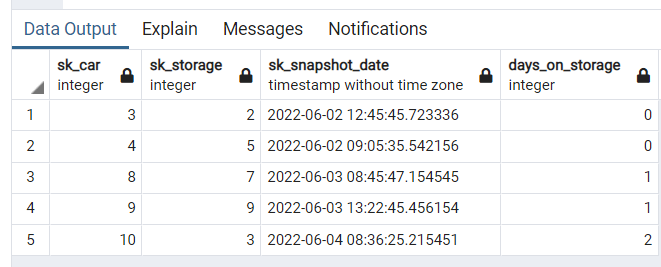 Data Output Explain Messages Notifications
sk_car sk_storage sk_snapshot_date days_on_storage
integer integer timestamp without time zone integer
1 3 2 2022-06-02 12:45:45.723336 0
2 4 5 2022-06-02 09:05:35.542156 0
3 8 7 2022-06-03 08:45:47.154545 1
4 9 9 2022-06-03 13:22:45.456154 1
5 10 3 2022-06-04 08:36:25.215451 2